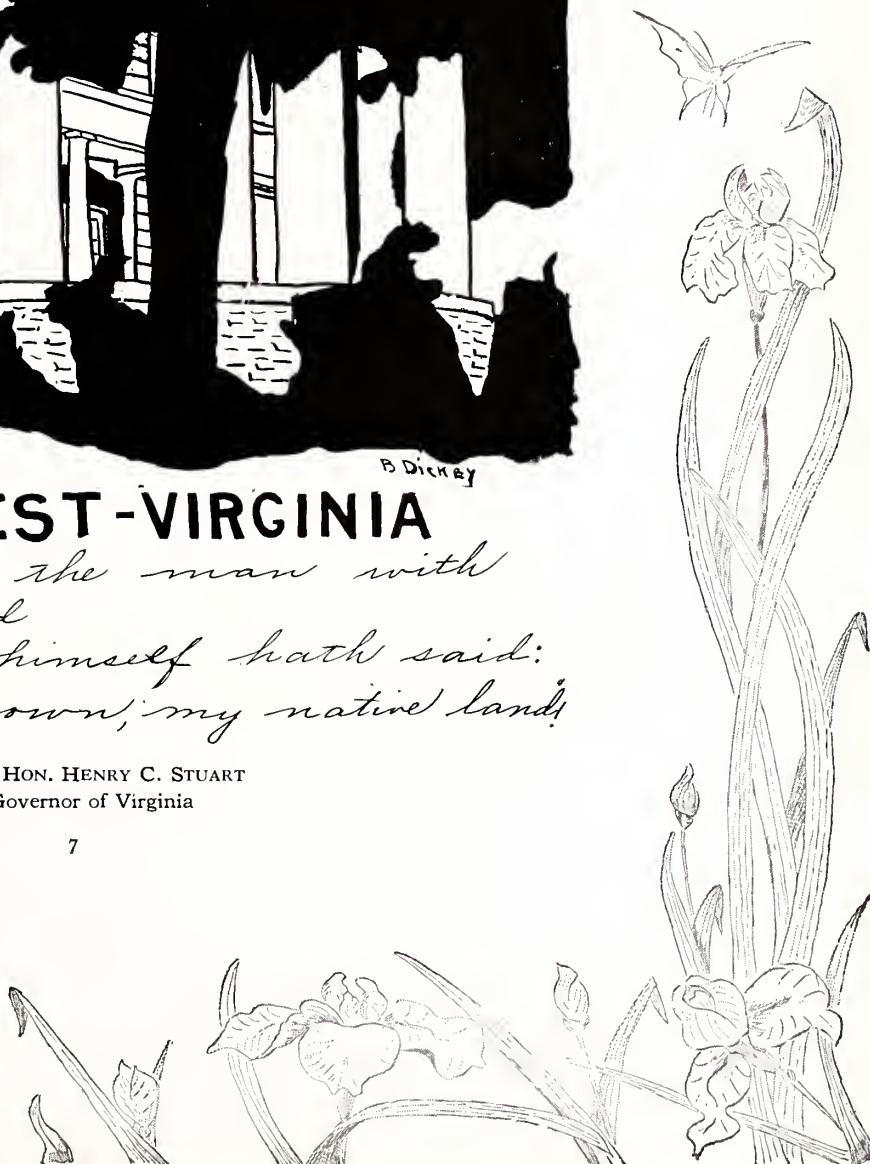 B Dickey
EST-VIRGINIA
the man with
d
himself hath said:
own, my native land!
HON. HENRY C. STUART
Governor of Virginia
7